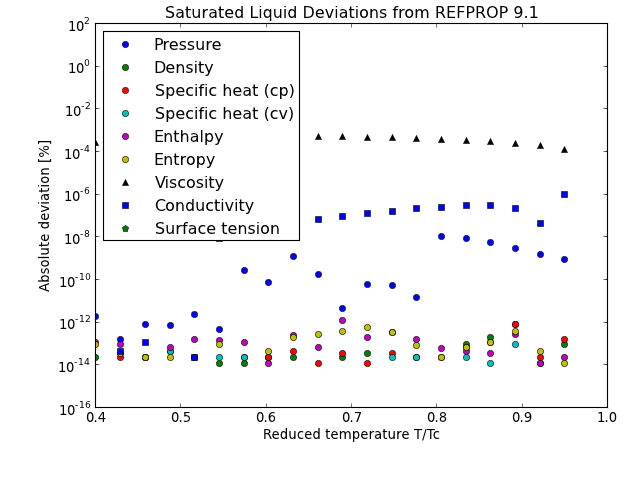 Saturated Liquid Deviations from REFPROP 9.1
Absolute deviation [%]
10^2
10^0
10^-2
10^-4
10^-6
10^-8
10^-10
10^-12
10^-14
10^-16
Pressure
Density
Specific heat (cp)
Specific heat (cv)
Enthalpy
Entropy
Viscosity
Conductivity
Surface tension
0.4 0.5 0.6 0.7 0.8 0.9 1.0
Reduced temperature T/Tc